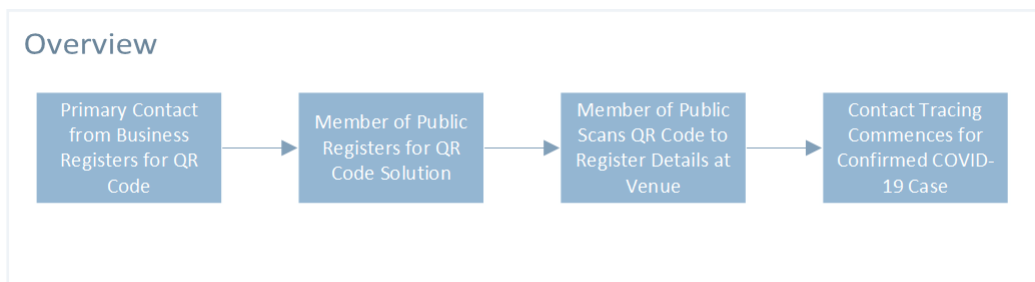 Overview
Primary Contact
from Business
Registers for QR
Code
Member of Public
Registers for QR
Code Solution
Member of Public
Scans QR Code to
Register Details at
Venue
Contact Tracing
Commences for
Confirmed COVID-
19 Case